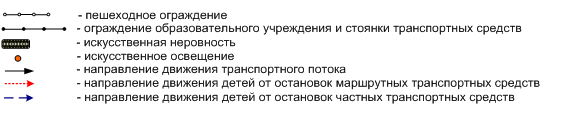 - пешеходное ограждение
- ограждение образовательного учреждения и стоянки транспортных средств
- искусственная неровность
- искусственное освещение
- направление движения транспортного потока
- направление движения детей от остановок маршрутных транспортных средств
- направление движения детей от остановок частных транспортных средств